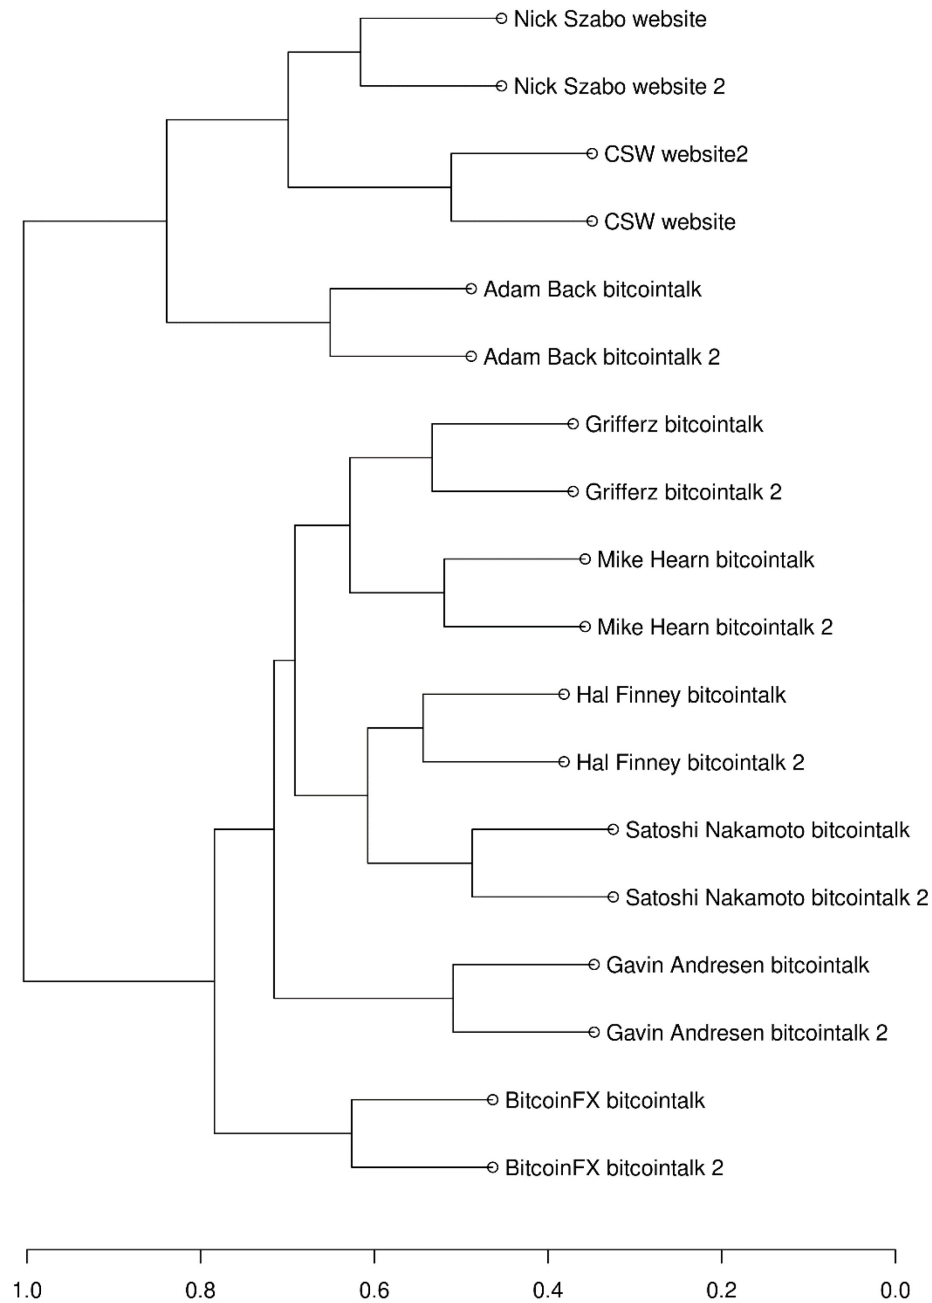 Nick Szabo website
Nick Szabo website 2
CSW website2
CSW website
Adam Back bitcointalk
Adam Back bitcointalk 2
Grifferz bitcointalk
Grifferz bitcointalk 2
Mike Hearn bitcointalk
Mike Hearn bitcointalk 2
Hal Finney bitcointalk
Hal Finney bitcointalk 2
Satoshi Nakamoto bitcointalk
Satoshi Nakamoto bitcointalk 2
Gavin Andresen bitcointalk
Gavin Andresen bitcointalk 2
BitcoinFX bitcointalk
BitcoinFX bitcointalk 2
1.0 0.8 0.6 0.4 0.2 0.0